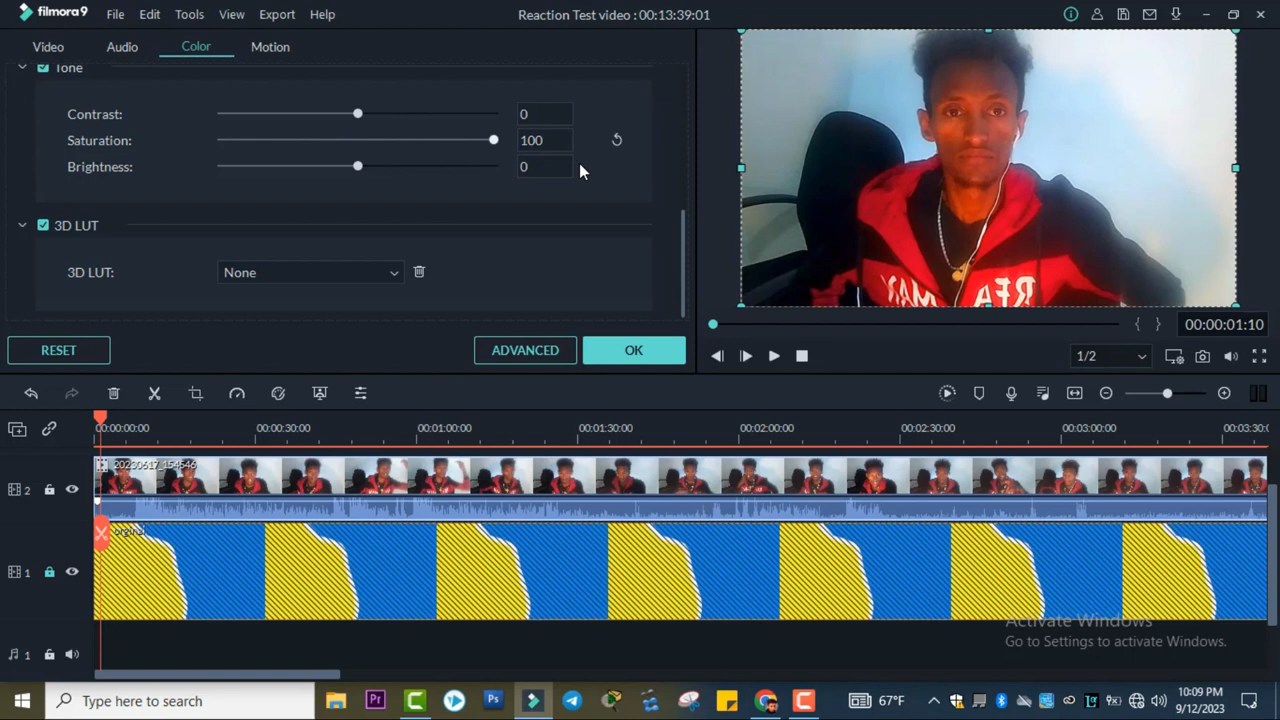 filmora9 File Edit Tools View Export Help Reaction Test video : 00:13:39:01
Video Audio Color Motion
Tone
Contrast: 0
Saturation: 100
Brightness: 0
3D LUT
3D LUT: None
RESET ADVANCED OK
00:00:01:10
1/2
00:00:00:00 00:00:30:00 00:01:00:00 00:01:30:00 00:02:00:00 00:02:30:00 00:03:00:00 00:03:30:0
20230617_154546
2
orginal
1
1
Activate Windows
Go to Settings to activate Windows.
Type here to search
Pr
Ps
67°F
10:09 PM
9/12/2023